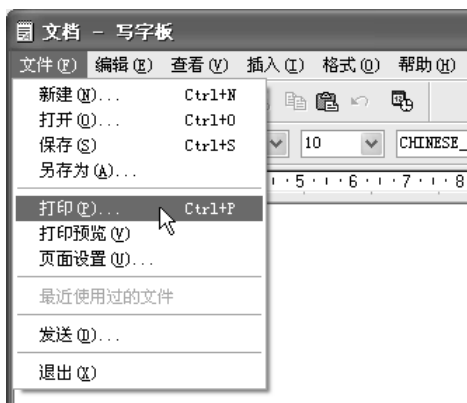 文档 - 写字板
文件(F) 编辑(E) 查看(V) 插入(I) 格式(O) 帮助(H)
新建(N)... Ctrl+N
打开(O)... Ctrl+O
保存(S) Ctrl+S
另存为(A)...
10 CHINESE_
5 6 7 8
打印(P)... Ctrl+P
打印预览(V)
页面设置(U)...
最近使用过的文件
发送(D)...
退出(X)